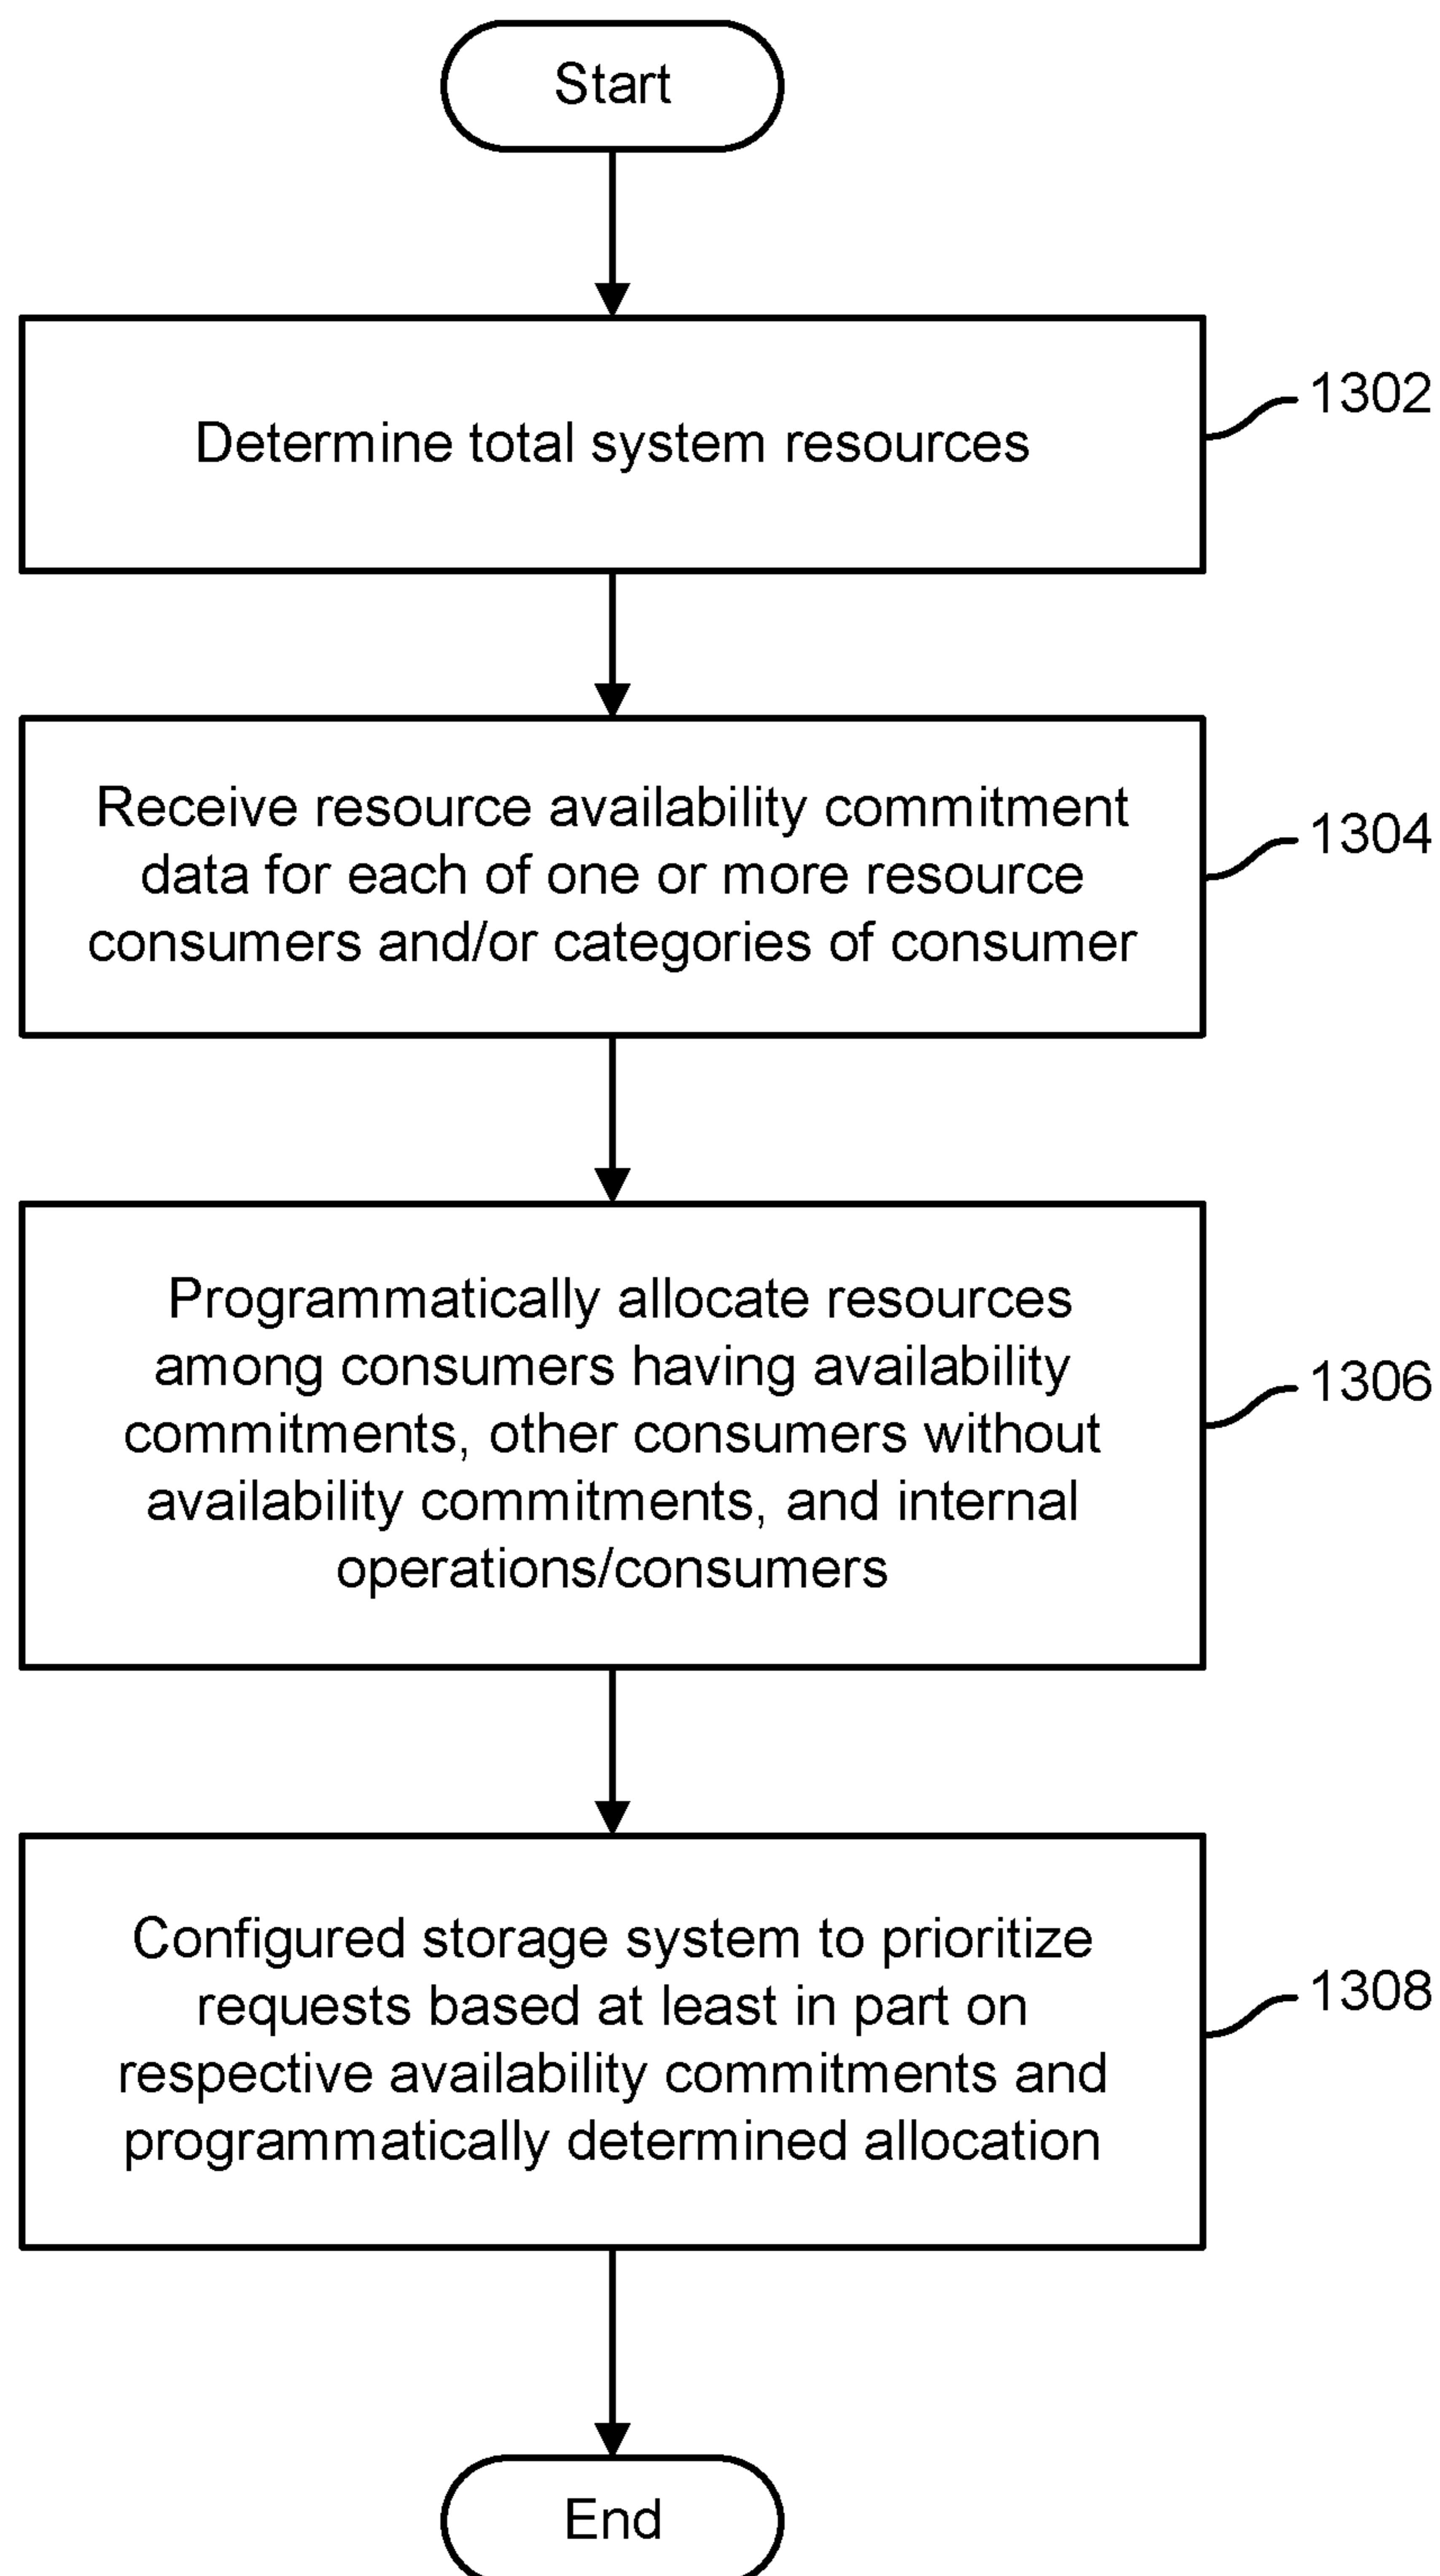 Start
Determine total system resources
1302
Receive resource availability commitment
data for each of one or more resource
consumers and/or categories of consumer
1304
Programmatically allocate resources
among consumers having availability
commitments, other consumers without
availability commitments, and internal
operations/consumers
1306
Configured storage system to prioritize
requests based at least in part on
respective availability commitments and
programmatically determined allocation
1308
End